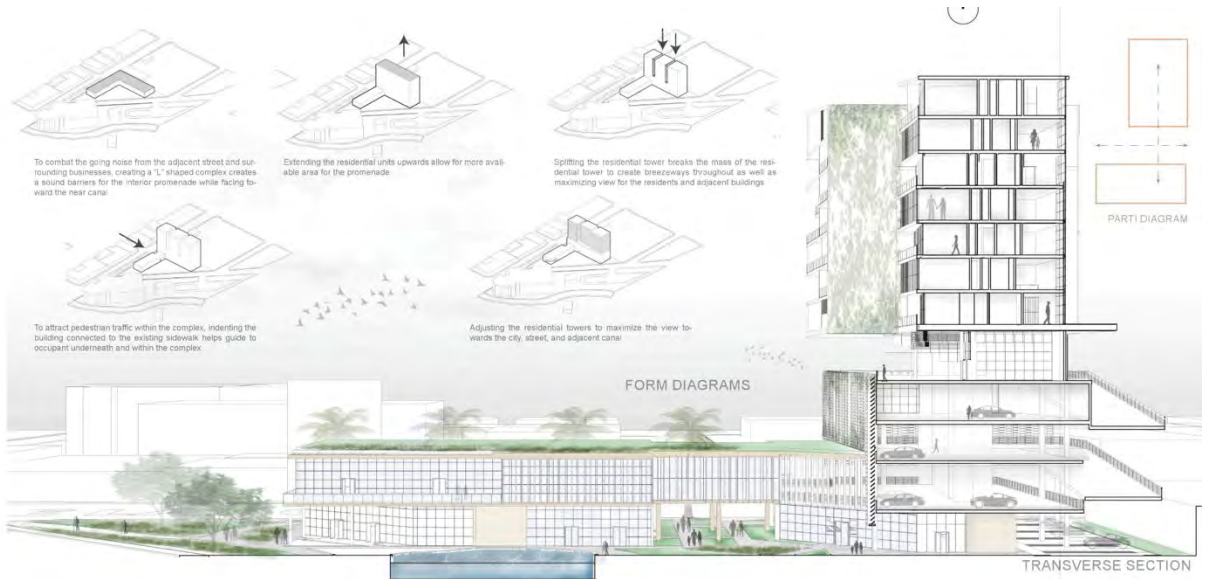 To combat the going noise from the adjacent street and sur-
rounding businesses, creating a "L" shaped complex creates
a sound barriers for the interior promenade while facing to-
ward the near canal
Extending the residential units upwards allow for more avail-
able area for the promenade
Splitting the residential tower breaks the mass of the resi-
dential tower to create breezeways throughout as well as
maximizing view for the residents and adjacent buildings
To attract pedestrian traffic within the complex, indenting the
building connected to the existing sidewalk helps guide to
occupant underneath and within the complex
Adjusting the residential towers to maximize the view to-
wards the city, street, and adjacent canal
FORM DIAGRAMS
PARTI DIAGRAM
TRANSVERSE SECTION